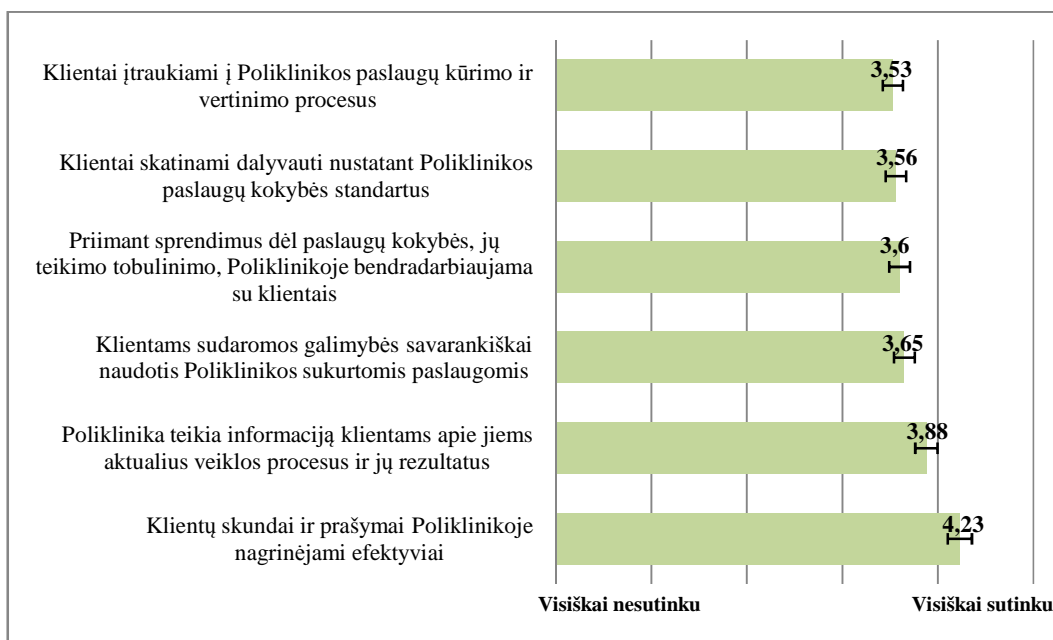 Klientai įtraukiami į Poliklinikos paslaugų kūrimo ir
vertinimo procesus
3,53
Klientai skatinami dalyvauti nustatant Poliklinikos
paslaugų kokybės standartus
3,56
Priimant sprendimus dėl paslaugų kokybės, jų
teikimo tobulinimo, Poliklinikoje bendradarbiaujama
su klientais
3,6
Klientams sudaromos galimybės savarankiškai
naudotis Poliklinikos sukurtomis paslaugomis
3,65
Poliklinika teikia informaciją klientams apie jiems
aktualius veiklos procesus ir jų rezultatus
3,88
Klientų skundai ir prašymai Poliklinikoje
nagrinėjami efektyviai
4,23
Visiškai nesutinku
Visiškai sutinku